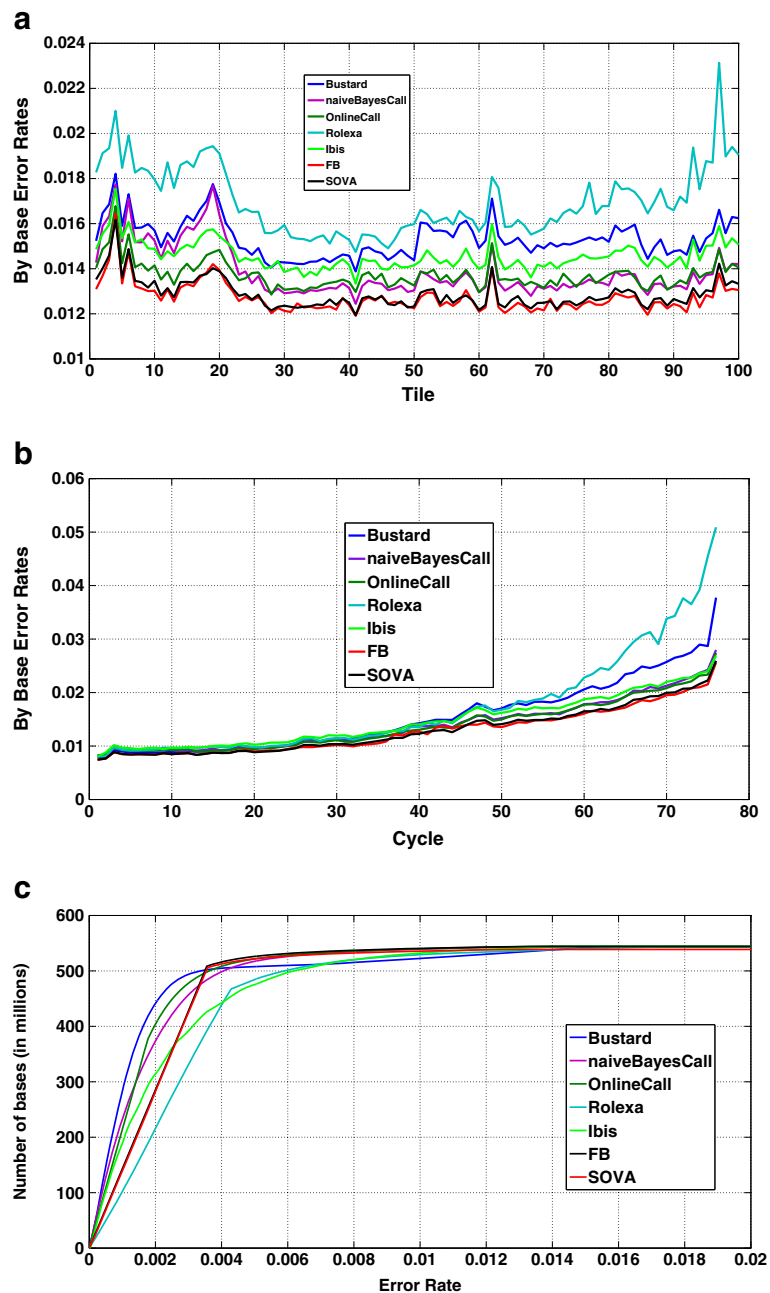 a
0.024
0.022
0.02
0.018
0.016
0.014
0.012
0.01
By Base Error Rates
Bustard
naiveBayesCall
OnlineCall
Rolexa
Ibis
FB
SOVA
0 10 20 30 40 50 60 70 80 90 100
Tile
b
0.06
0.05
0.04
0.03
0.02
0.01
0
By Base Error Rates
Bustard
naiveBayesCall
OnlineCall
Rolexa
Ibis
FB
SOVA
0 10 20 30 40 50 60 70 80
Cycle
c
600
500
400
300
200
100
0
Number of bases (in millions)
Bustard
naiveBayesCall
OnlineCall
Rolexa
Ibis
FB
SOVA
0 0.002 0.004 0.006 0.008 0.01 0.012 0.014 0.016 0.018 0.02
Error Rate